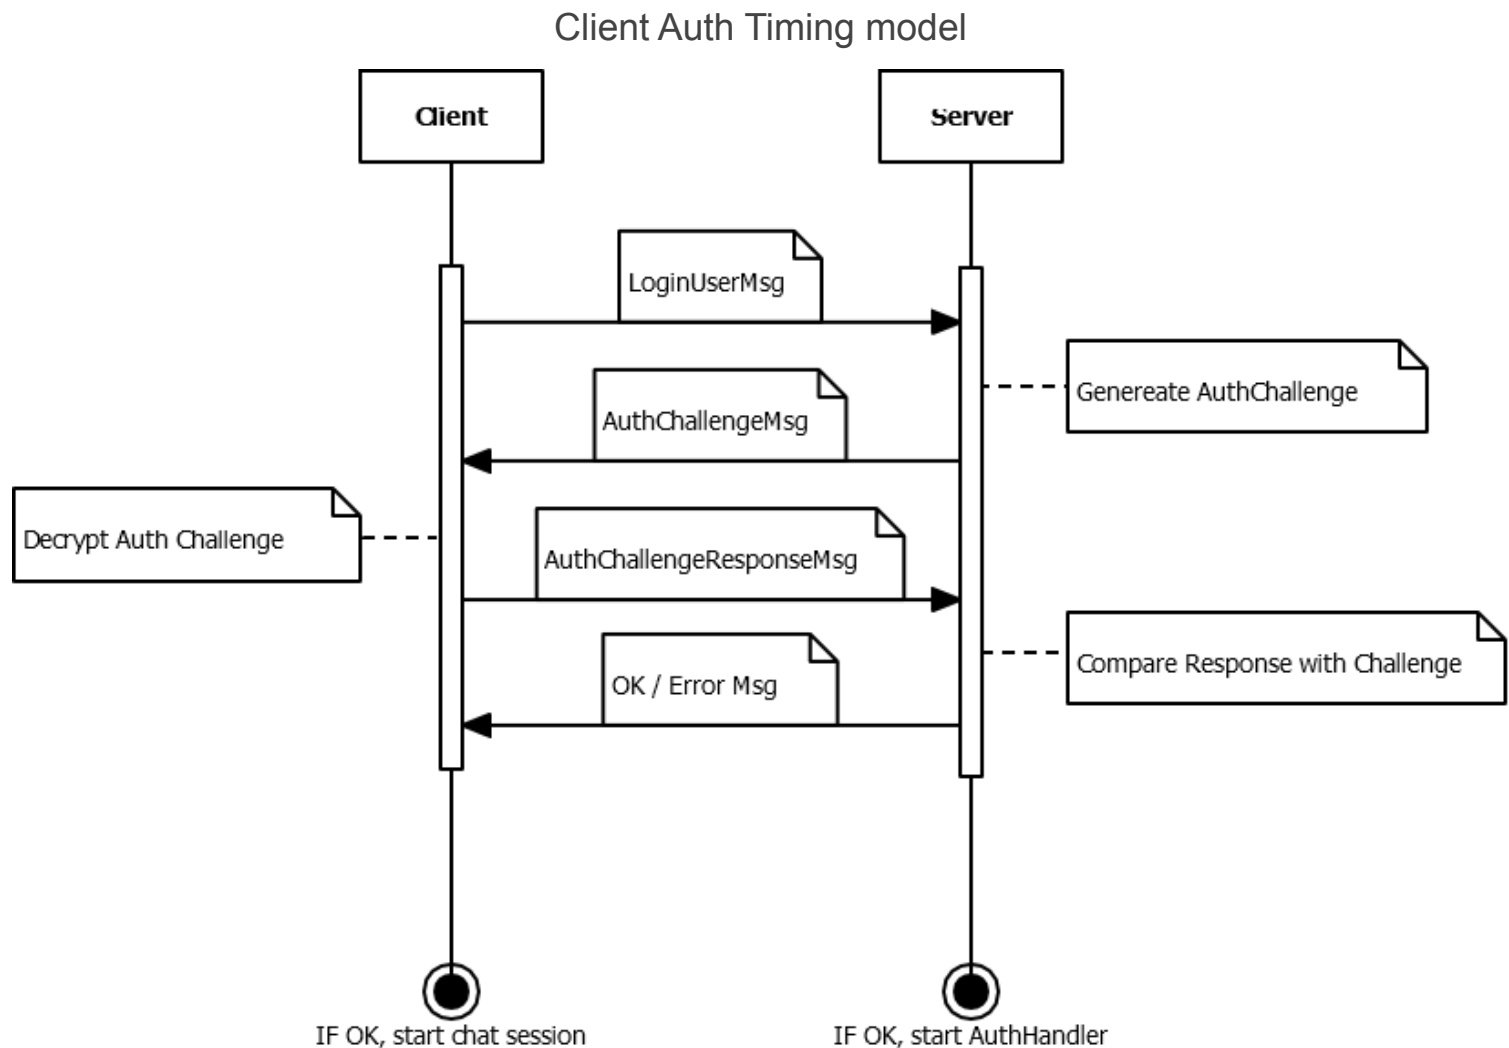 Client Auth Timing model
Client
Server
LoginUserMsg
Genereate AuthChallenge
AuthChallengeMsg
Decrypt Auth Challenge
AuthChallengeResponseMsg
Compare Response with Challenge
OK / Error Msg
IF OK, start chat session
IF OK, start AuthHandler